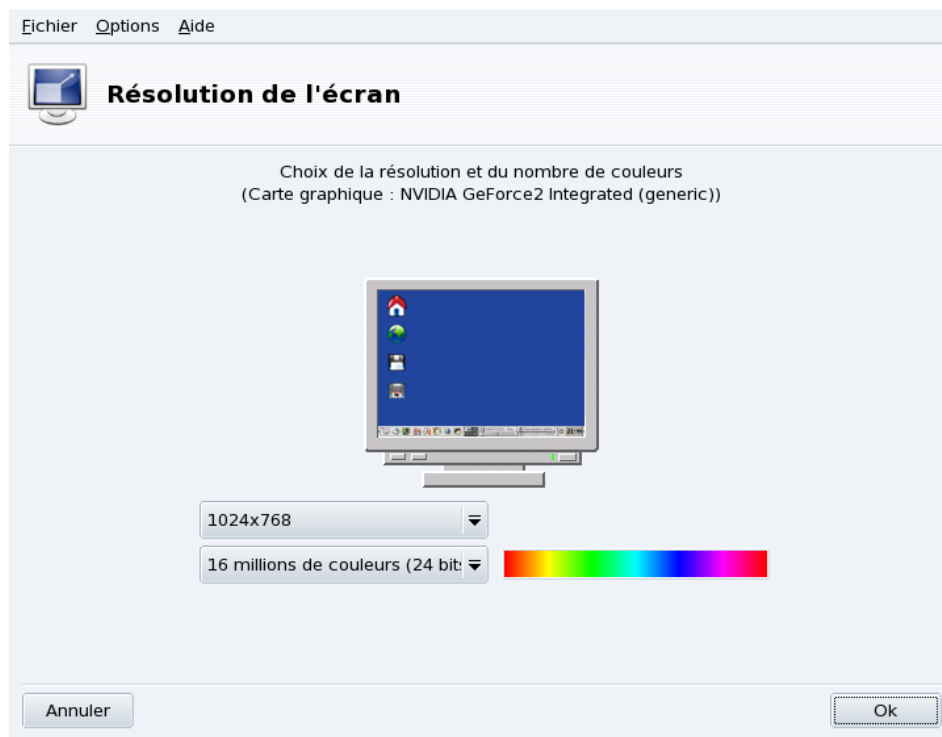 Fichier Options Aide
Résolution de l'écran
Choix de la résolution et du nombre de couleurs
(Carte graphique : NVIDIA GeForce2 Integrated (generic))
1024x768
16 millions de couleurs (24 bit
Annuler
Ok